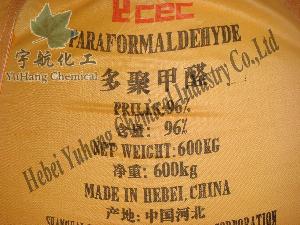 CCEC
宇航化工
YuHang Chemical
PARAFORMALDEHYDE
多聚甲醛
PRILLS 96%
含量: 96%
NET WEIGHT:600KG
净重: 600kg
MADE IN HEBEI, CHINA
产地: 中国河北
CORPORATION
Hebei Yuhang Chemical Industry Co.,Ltd